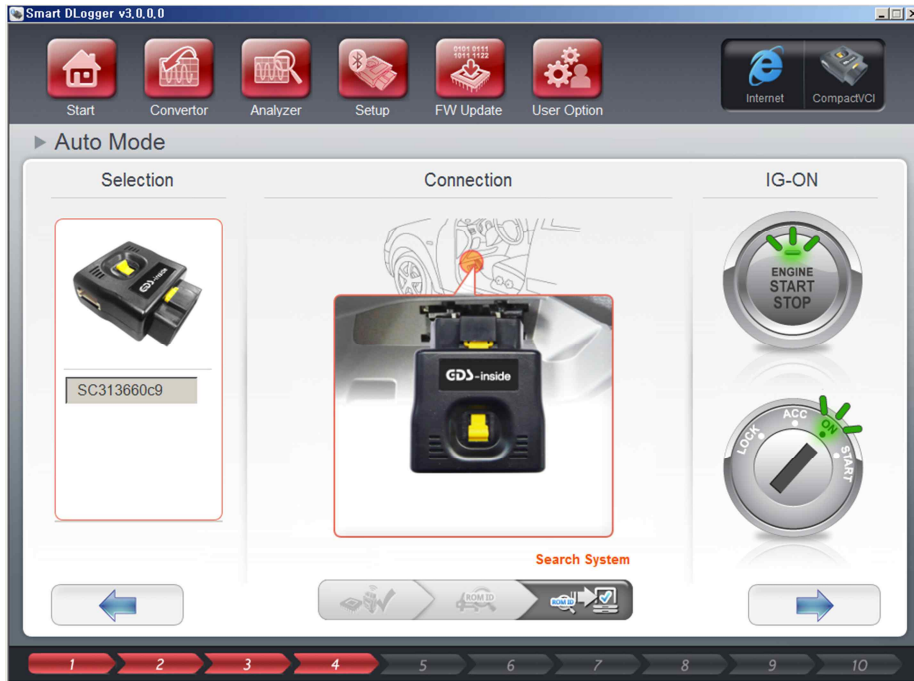 Smart DLogger v3,0,0,0
0101 0111
1011 1122
Start
Convertor
Analyzer
Setup
FW Update
User Option
Internet
CompactVCI
Auto Mode
Selection
Connection
IG-ON
GDS-inside
SC313660c9
GDS-inside
ENGINE
START
STOP
LOCK
ACC
ON
START
Search System
ROM ID
ROM ID
1 2 3 4 5 6 7 8 9 10